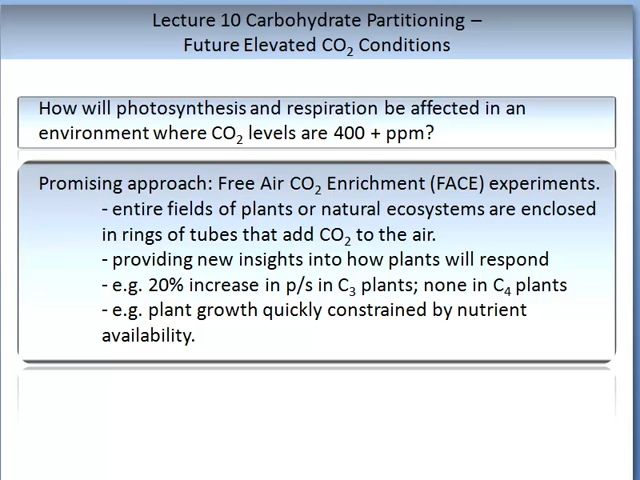 Lecture 10 Carbohydrate Partitioning –
Future Elevated CO₂ Conditions
How will photosynthesis and respiration be affected in an
environment where CO₂ levels are 400 + ppm?
Promising approach: Free Air CO₂ Enrichment (FACE) experiments.
- entire fields of plants or natural ecosystems are enclosed
in rings of tubes that add CO₂ to the air.
- providing new insights into how plants will respond
- e.g. 20% increase in p/s in C₃ plants; none in C₄ plants
- e.g. plant growth quickly constrained by nutrient
availability.